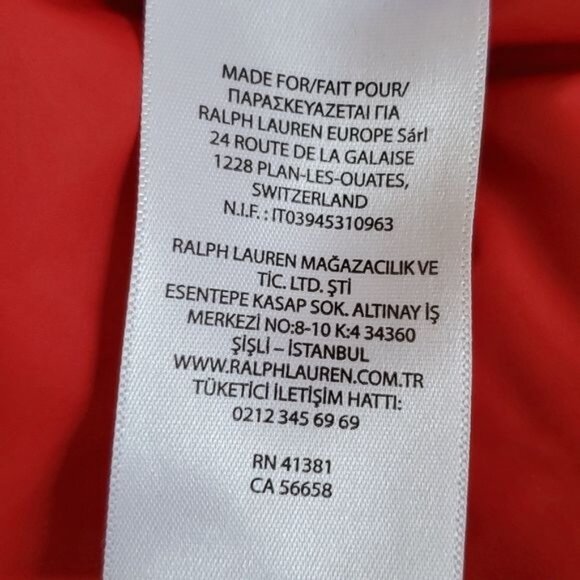 MADE FOR/FAIT POUR/
ΠΑΡΑΣΚΕΥΑΖΕΤΑΙ ΓΙΑ
RALPH LAUREN EUROPE Sárl
24 ROUTE DE LA GALAISE
1228 PLAN-LES-OUATES,
SWITZERLAND
N.I.F. : IT03945310963
RALPH LAUREN MAĞAZACILIK VE
TİC. LTD. ŞTİ
ESENTEPE KASAP SOK. ALTINAY İŞ
MERKEZİ NO:8-10 K:4 34360
ŞİŞLİ – İSTANBUL
WWW.RALPHLAUREN.COM.TR
TÜKETİCİ İLETİŞİM HATTI:
0212 345 69 69
RN 41381
CA 56658